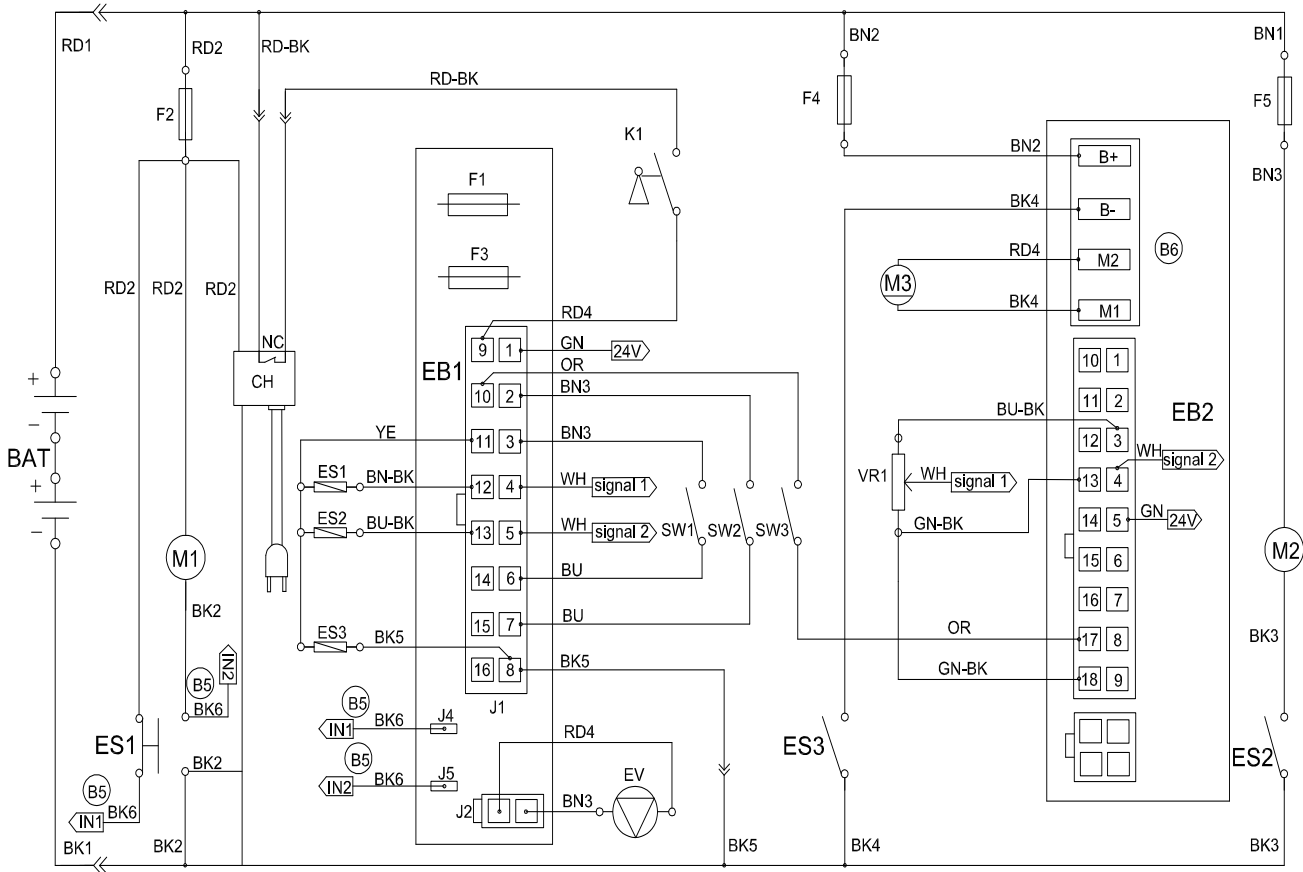 RD1
RD2
RD-BK
BN2
BN1
RD-BK
F2
F4
F5
K1
F1
BN2
B+
BN3
F3
BK4
B-
RD4
M2
B6
RD2
RD2
RD2
M3
BK4
M1
RD4
NC
CH
EB1
9
1
GN
24V
OR
10
1
+
-
BAT
+
-
10
2
BN3
11
2
EB2
BU-BK
YE
11
3
BN3
12
3
WH
signal 2
ES1
BN-BK
12
4
WH
signal 1
VR1
WH
signal 1
13
4
ES2
BU-BK
13
5
WH
signal 2
SW1
SW2
SW3
GN-BK
14
5
GN
24V
M1
M2
14
6
BU
15
6
BK2
15
7
BU
16
7
ES3
BK5
OR
17
8
BK3
16
8
BK5
GN-BK
18
9
B5
IN2
BK6
J1
B5
IN1
BK6
J4
ES1
B5
IN2
BK6
J5
RD4
EV
ES3
ES2
BK2
B5
IN1
BK6
J2
BN3
BK1
BK2
BK5
BK4
BK3